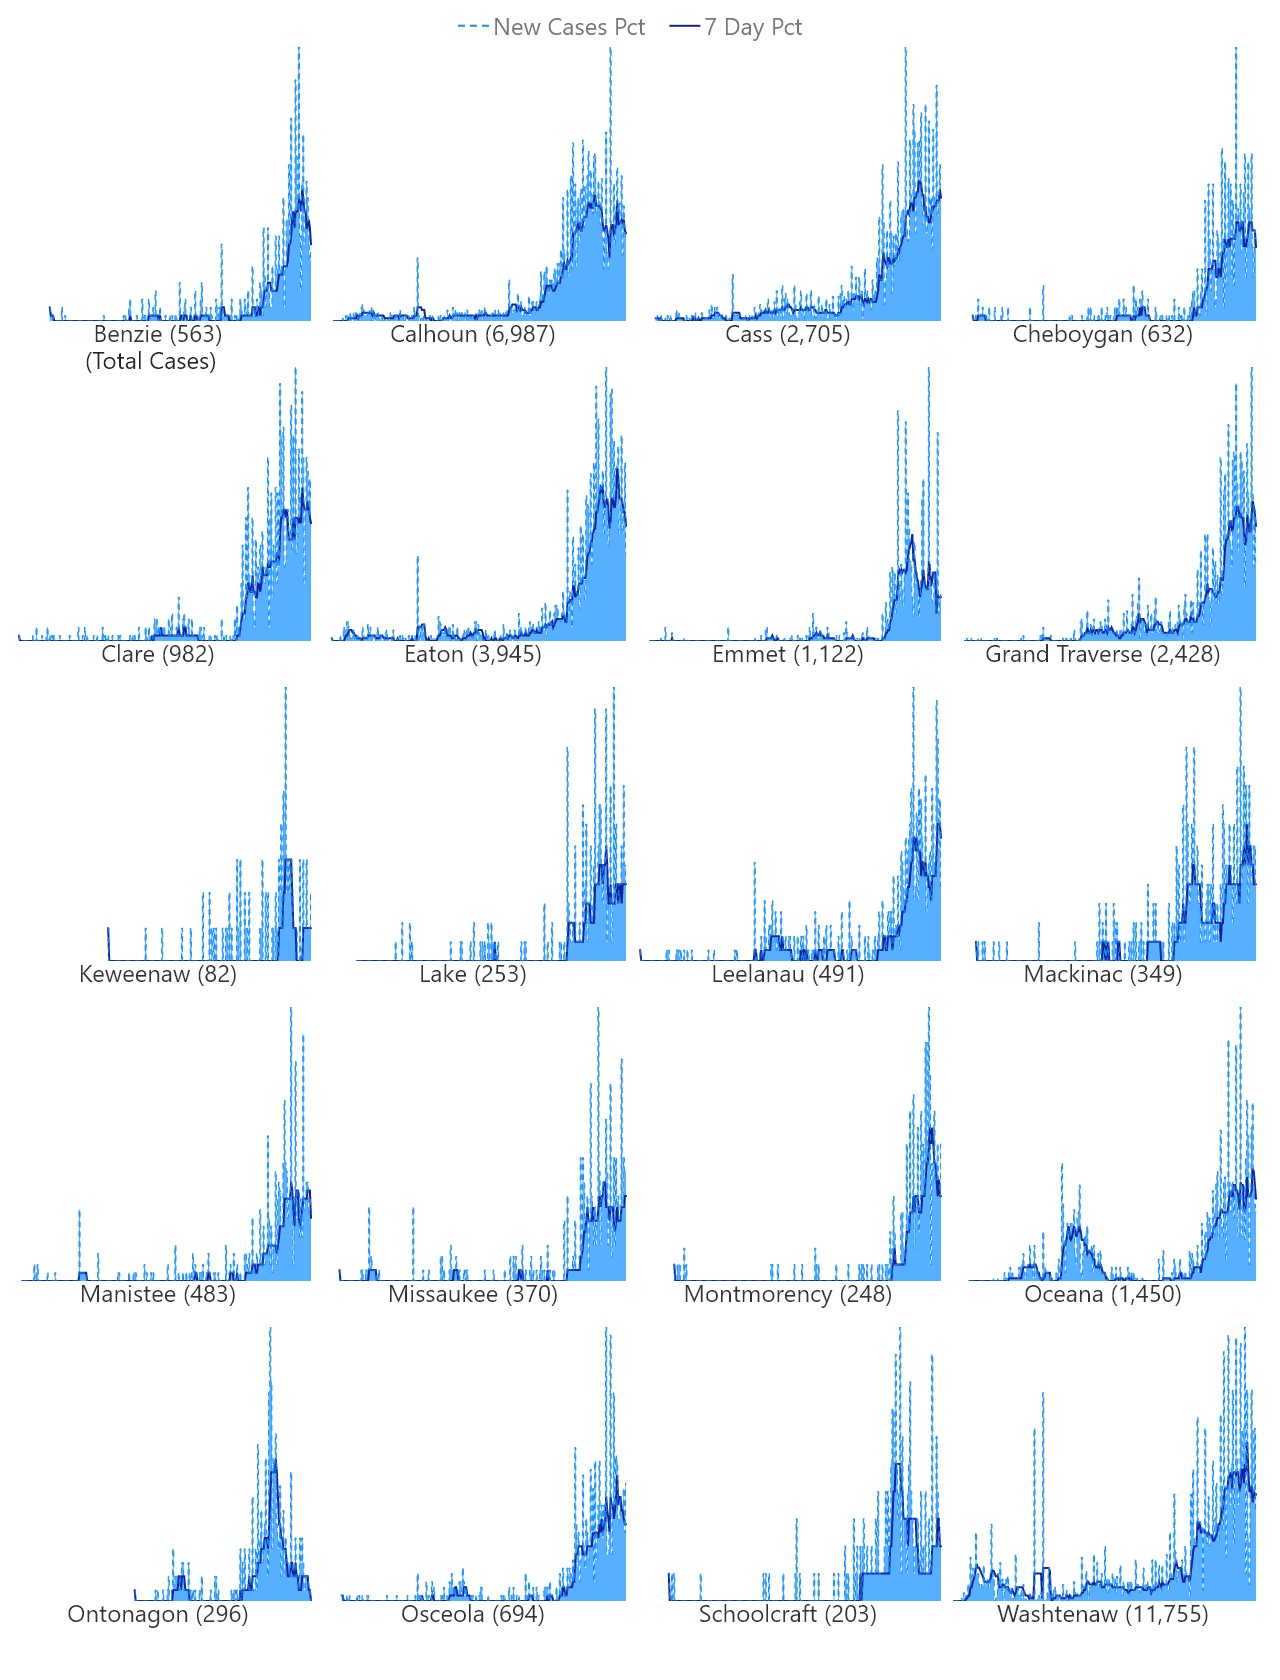 New Cases Pct 7 Day Pct
Benzie (563) Calhoun (6,987) Cass (2,705) Cheboygan (632)
(Total Cases)
Clare (982) Eaton (3,945) Emmet (1,122) Grand Traverse (2,428)
Keweenaw (82) Lake (253) Leelanau (491) Mackinac (349)
Manistee (483) Missaukee (370) Montmorency (248) Oceana (1,450)
Ontonagon (296) Osceola (694) Schoolcraft (203) Washtenaw (11,755)